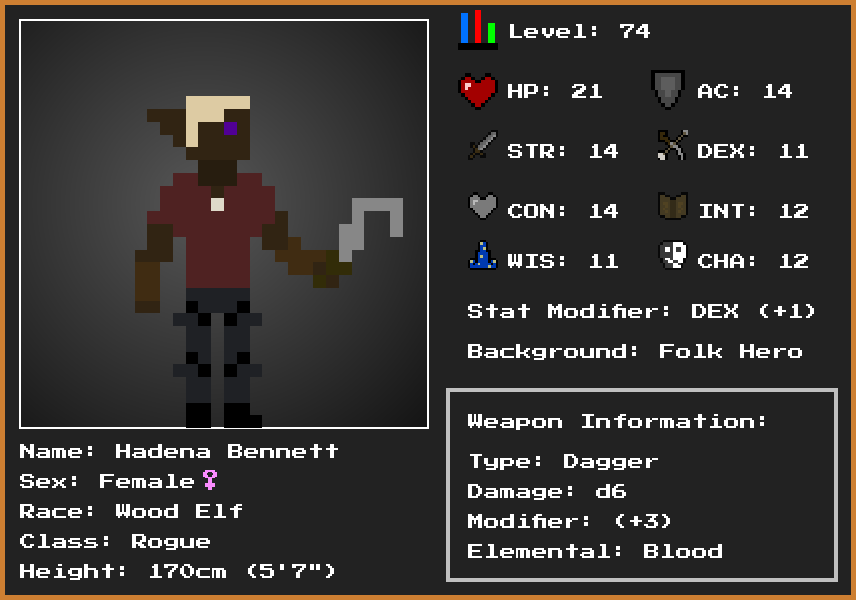 Level: 74
HP: 21 AC: 14
STR: 14 DEX: 11
CON: 14 INT: 12
WIS: 11 CHA: 12
Stat Modifier: DEX (+1)
Background: Folk Hero
Weapon Information:
Type: Dagger
Damage: d6
Modifier: (+3)
Elemental: Blood
Name: Hadena Bennett
Sex: Female♀
Race: Wood Elf
Class: Rogue
Height: 170cm (5'7")